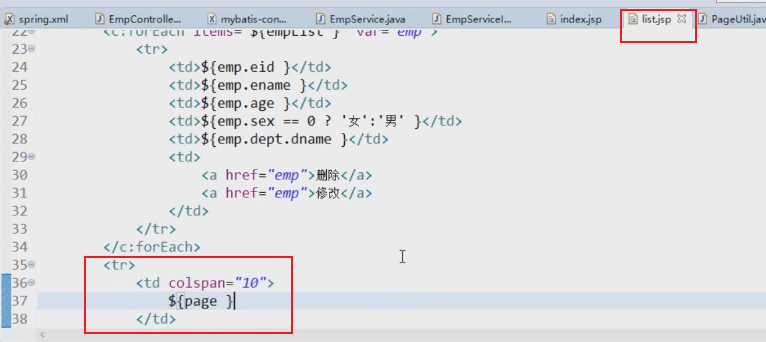 spring.xml EmpControlle... mybatis-con... EmpService.java EmpServiceI... index.jsp list.jsp PageUtil.jav
22 <c:forEach items="${empList }" var="emp">
23 <tr>
24 <td>${emp.eid }</td>
25 <td>${emp.ename }</td>
26 <td>${emp.age }</td>
27 <td>${emp.sex == 0 ? '女':'男' }</td>
28 <td>${emp.dept.dname }</td>
29 <td>
30 <a href="emp">删除</a>
31 <a href="emp">修改</a>
32 </td>
33 </tr>
34 </c:forEach>
35 <tr>
36 <td colspan="10">
37 ${page }
38 </td>